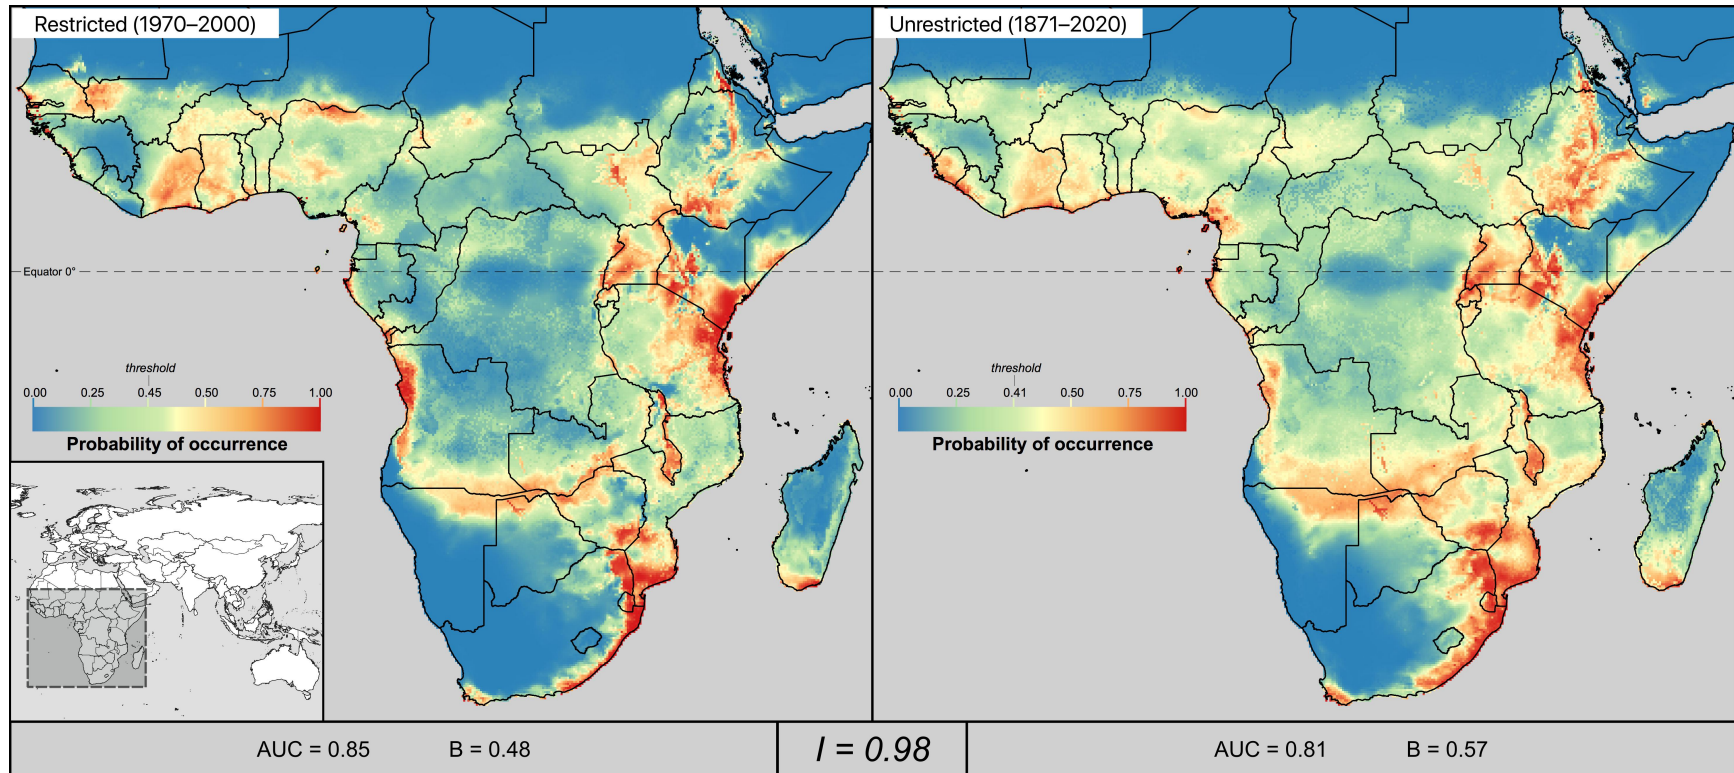 Restricted (1970–2000)
Unrestricted (1871–2020)
Equator 0°
threshold
0.00 0.25 0.45 0.50 0.75 1.00
Probability of occurrence
threshold
0.00 0.25 0.41 0.50 0.75 1.00
Probability of occurrence
AUC = 0.85 B = 0.48
I = 0.98
AUC = 0.81 B = 0.57